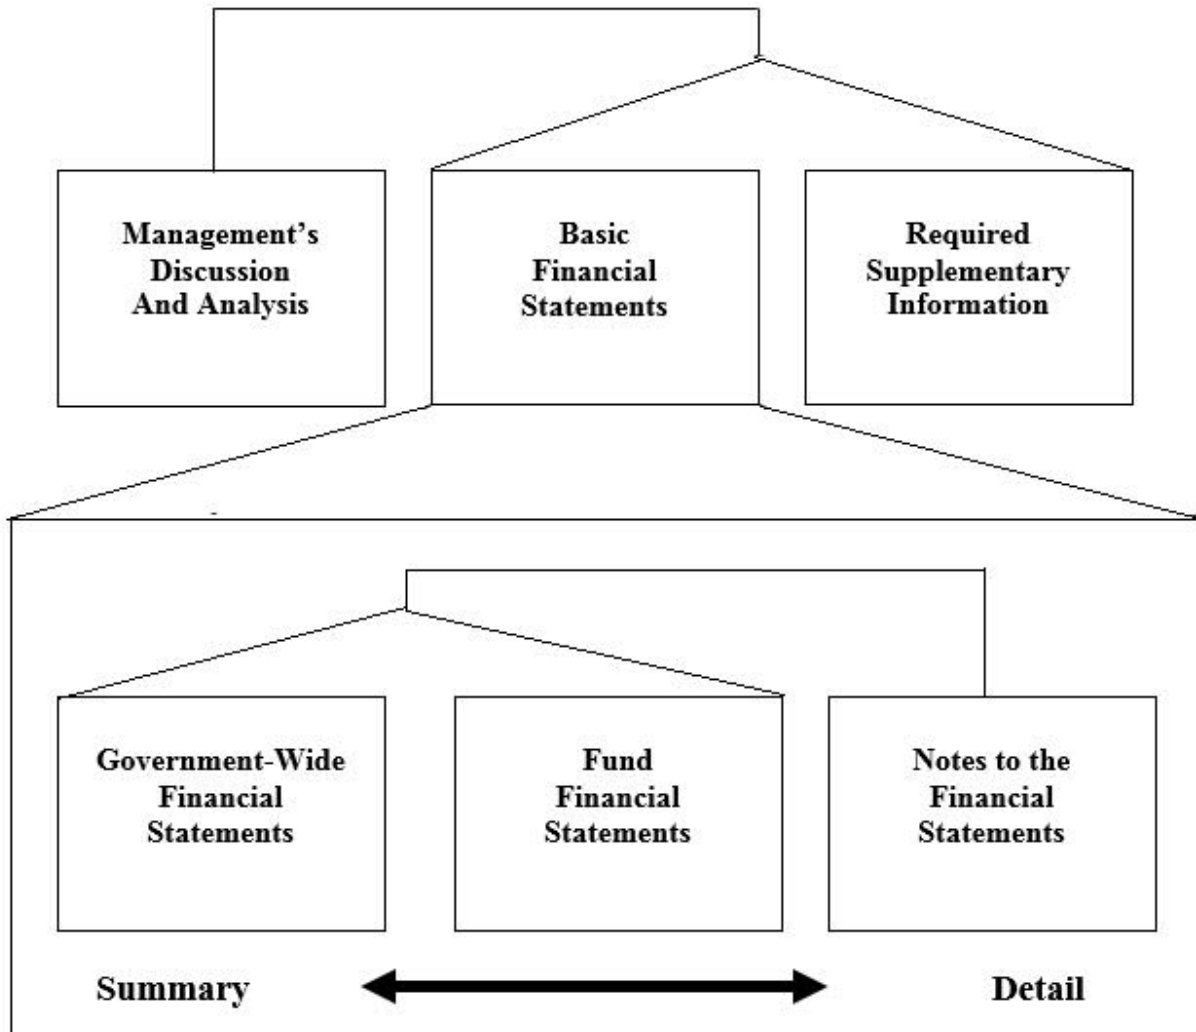 Management’s
Discussion
And Analysis
Basic
Financial
Statements
Required
Supplementary
Information
Government-Wide
Financial
Statements
Fund
Financial
Statements
Notes to the
Financial
Statements
Summary
Detail